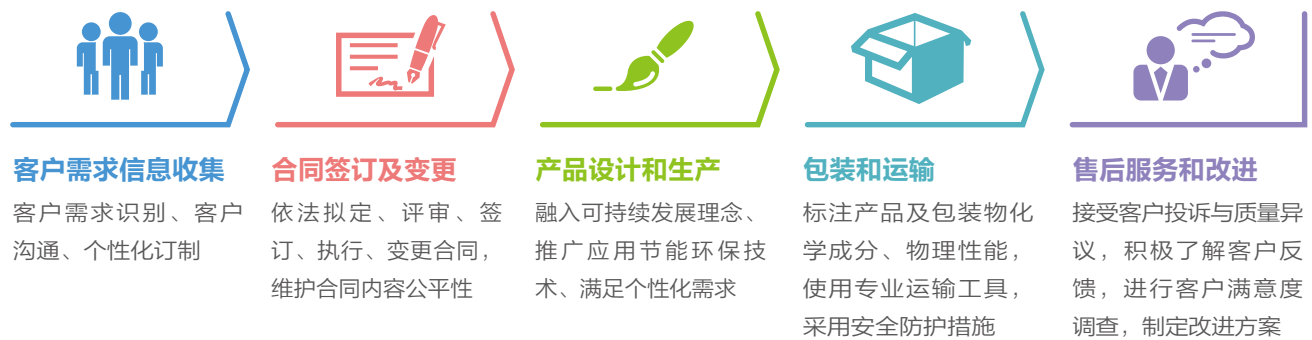 客户需求信息收集
客户需求识别、客户
沟通、个性化订制
合同签订及变更
依法拟定、评审、签
订、执行、变更合同，
维护合同内容公平性
产品设计和生产
融入可持续发展理念、
推广应用节能环保技
术、满足个性化需求
包装和运输
标注产品及包装物化
学成分、物理性能，
使用专业运输工具，
采用安全防护措施
售后服务和改进
接受客户投诉与质量异
议，积极了解客户反
馈，进行客户满意度
调查，制定改进方案